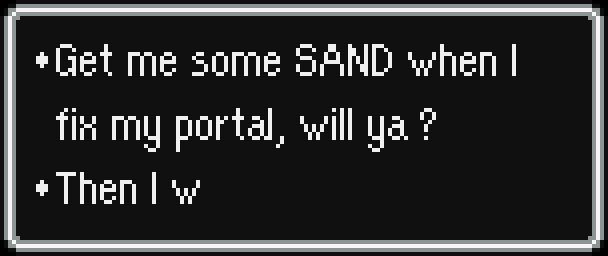 •Get me some SAND when I
fix my portal, will ya?
•Then I w